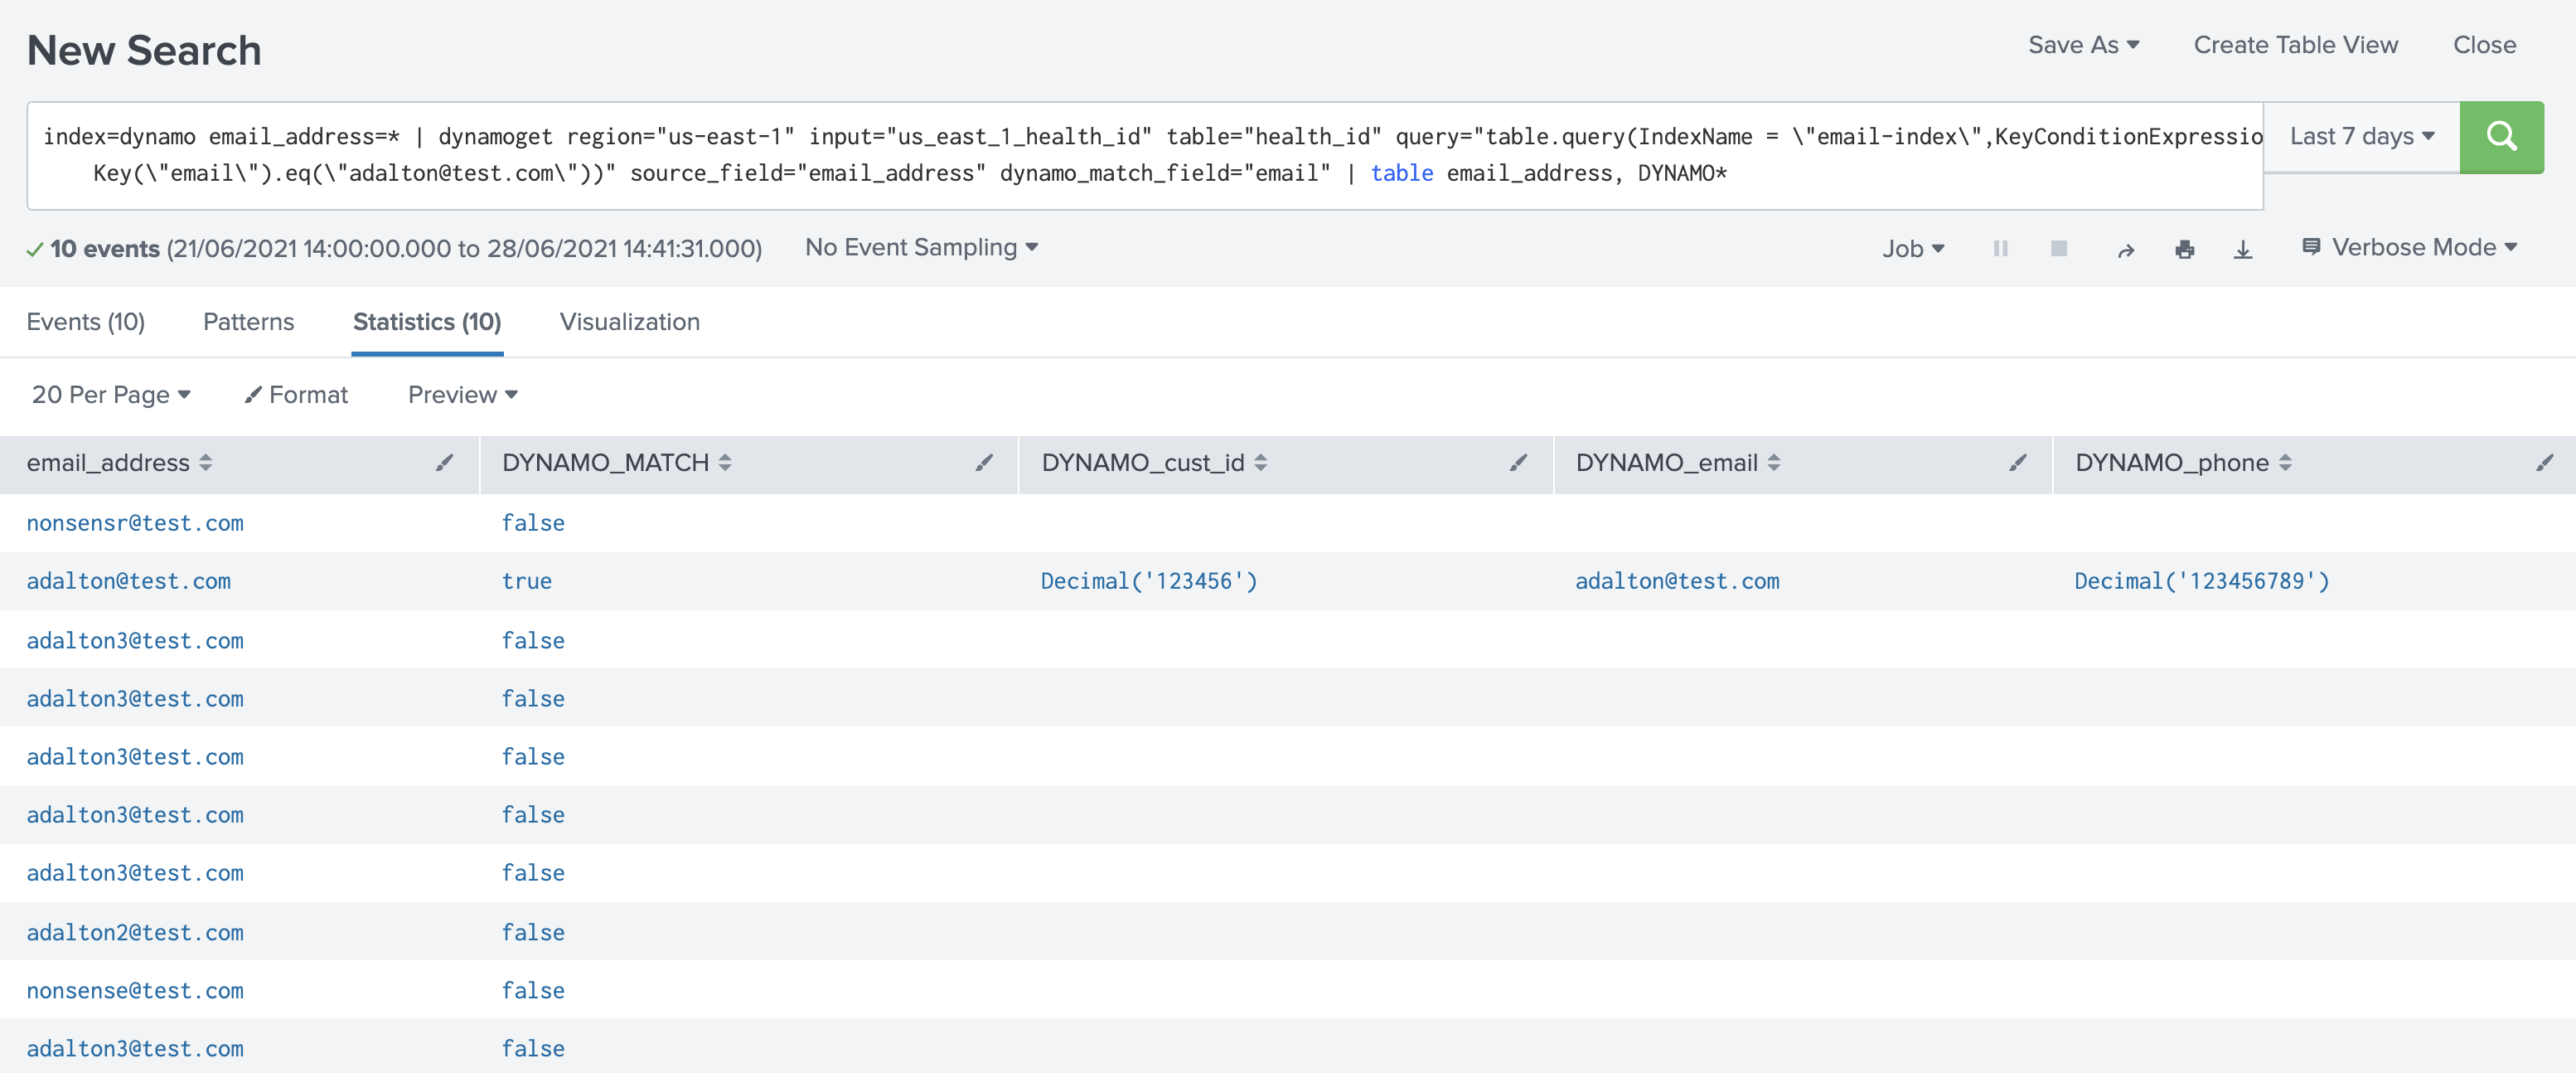 New Search
Save As Create Table View Close
index=dynamo email_address=* | dynamoget region="us-east-1" input="us_east_1_health_id" table="health_id" query="table.query(IndexName = \"email-index\",KeyConditionExpressio
Key(\"email\").eq(\"adalton@test.com\"))" source_field="email_address" dynamo_match_field="email" | table email_address, DYNAMO*
Last 7 days
10 events (21/06/2021 14:00:00.000 to 28/06/2021 14:41:31.000) No Event Sampling Job Verbose Mode
Events (10) Patterns Statistics (10) Visualization
20 Per Page Format Preview
email_address DYNAMO_MATCH DYNAMO_cust_id DYNAMO_email DYNAMO_phone
nonsensr@test.com false
adalton@test.com true Decimal('123456') adalton@test.com Decimal('123456789')
adalton3@test.com false
adalton3@test.com false
adalton3@test.com false
adalton3@test.com false
adalton3@test.com false
adalton2@test.com false
nonsense@test.com false
adalton3@test.com false